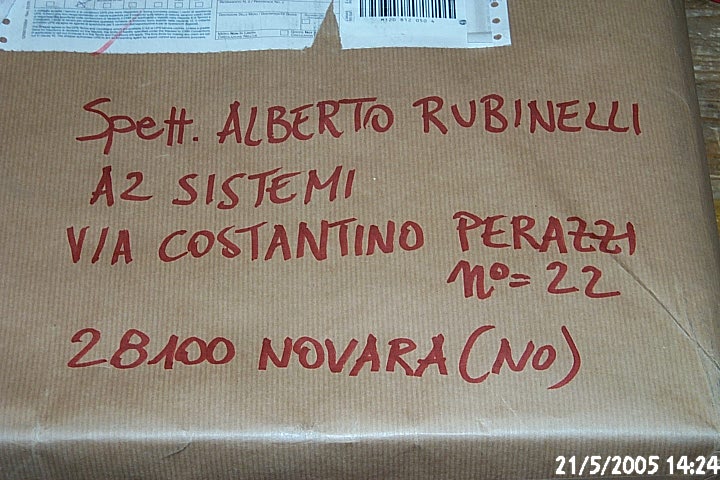 Spett. ALBERTO RUBINELLI
A2 SISTEMI
VIA COSTANTINO PERAZZI
n°= 22
28100 NOVARA (NO)
21/5/2005 14:24